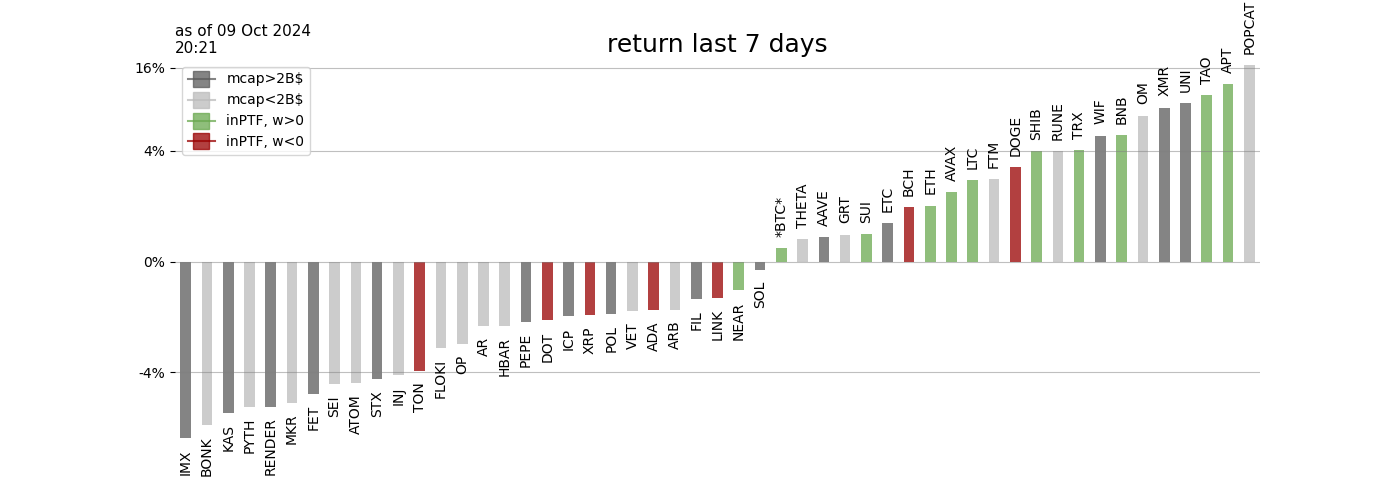 as of 09 Oct 2024
20:21
return last 7 days
16%
4%
0%
-4%
mcap>2B$
mcap<2B$
inPTF, w>0
inPTF, w<0
IMX
BONK
KAS
PYTH
RENDER
MKR
FET
SEI
ATOM
STX
INJ
TON
FLOKI
OP
AR
HBAR
PEPE
DOT
ICP
XRP
POL
VET
ADA
ARB
FIL
LINK
NEAR
SOL
*BTC*
THETA
AAVE
GRT
SUI
ETC
BCH
ETH
AVAX
LTC
FTM
DOGE
SHIB
RUNE
TRX
WIF
BNB
OM
XMR
UNI
TAO
APT
POPCAT